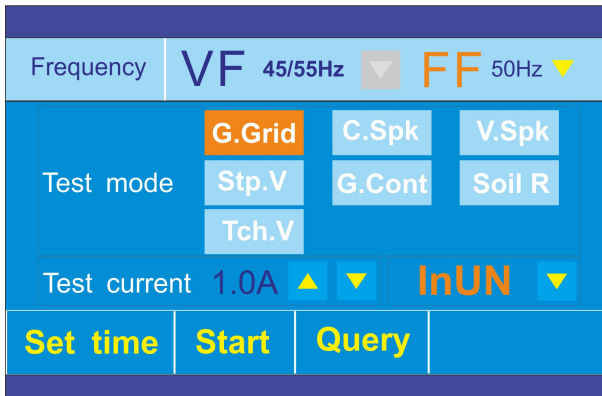 Frequency VF 45/55Hz FF 50Hz
G.Grid C.Spk V.Spk
Test mode Stp.V G.Cont Soil R
Tch.V
Test current 1.0A InUN
Set time Start Query